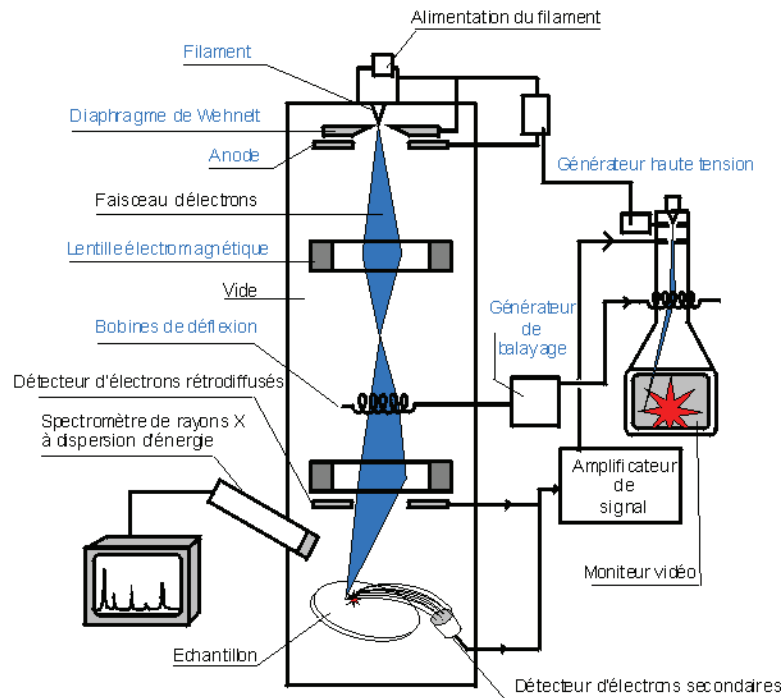 Alimentation du filament
Filament
Diaphragme de Wehnelt
Anode
Générateur haute tension
Faisceau délectrons
Lentille électromagnétique
Vide
Bobines de déflexion
Générateur
de
balayage
Détecteur d'électrons rétrodiffusés
Spectromètre de rayons X
à dispersion d'énergie
Amplificateur
de
signal
Moniteur vidéo
Echantillon
Détecteur d'électrons secondaires